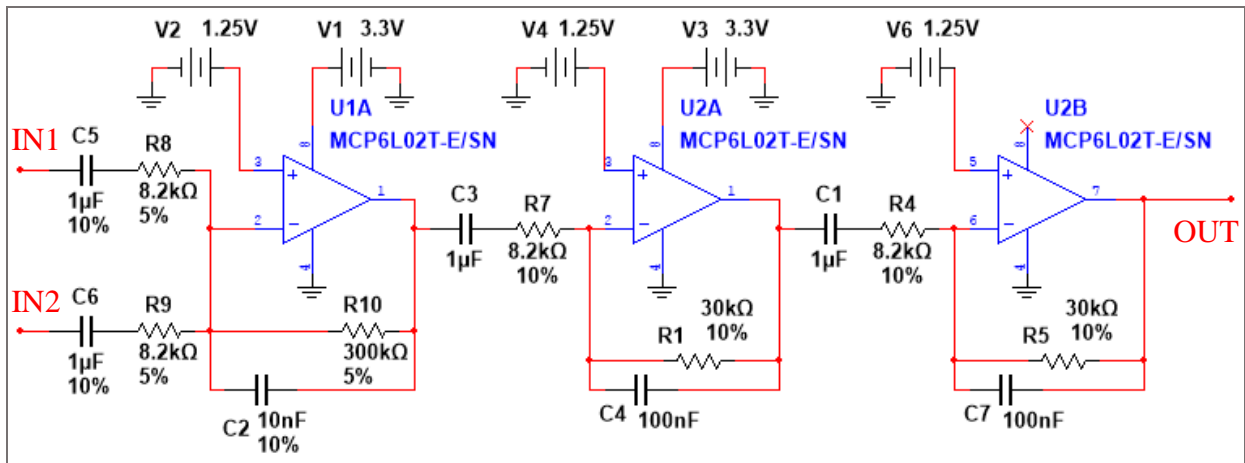 V2 1.25V
V1 3.3V
V4 1.25V
V3 3.3V
V6 1.25V
U1A
MCP6L02T-E/SN
U2A
MCP6L02T-E/SN
U2B
MCP6L02T-E/SN
IN1
C5
1µF
10%
R8
8.2kΩ
5%
3
2
8
4
1
+
−
C3
1µF
R7
8.2kΩ
10%
3
2
8
4
1
+
−
C1
1µF
R4
8.2kΩ
10%
5
6
8
4
7
+
−
OUT
IN2
C6
1µF
10%
R9
8.2kΩ
5%
R10
300kΩ
5%
C2
10nF
10%
30kΩ
R1 10%
C4
100nF
30kΩ
R5 10%
C7
100nF